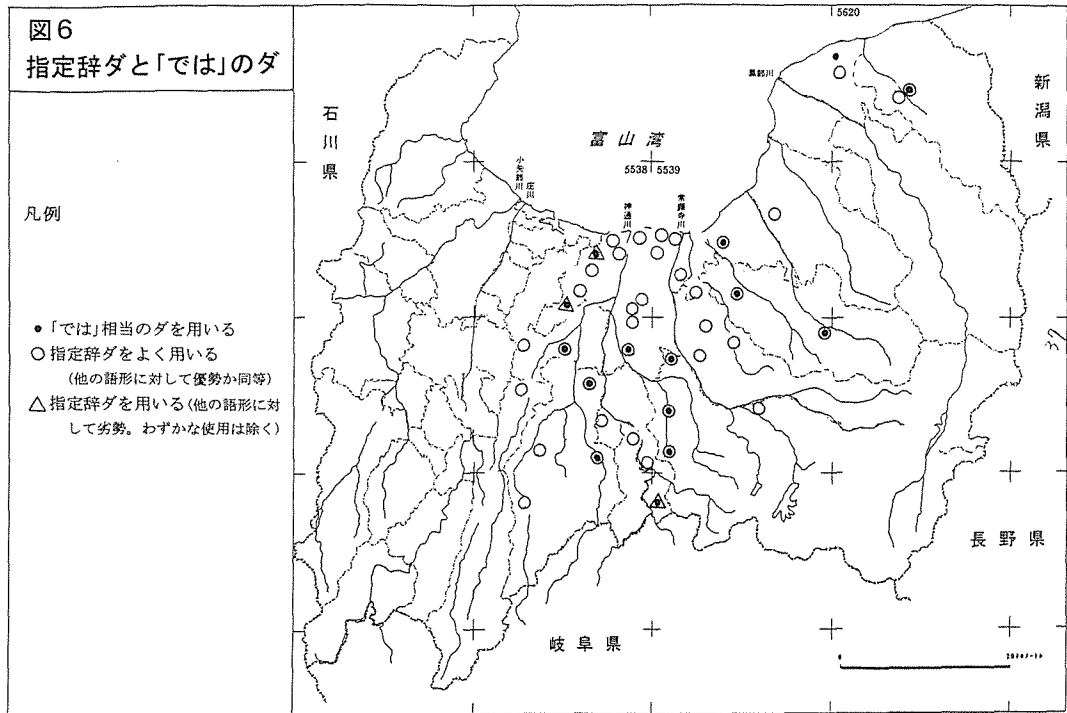 図6
指定辞ダと「では」のダ
凡例
「では」相当のダを用いる
指定辞ダをよく用いる
(他の語形に対して優勢か同等)
指定辞ダを用いる(他の語形に対
して劣勢。わずかな使用は除く)
石川県
富山湾
新潟県
長野県
岐阜県
黒部川
小矢部川
庄川
神通川
常願寺川
5620
5538
5539
37
0